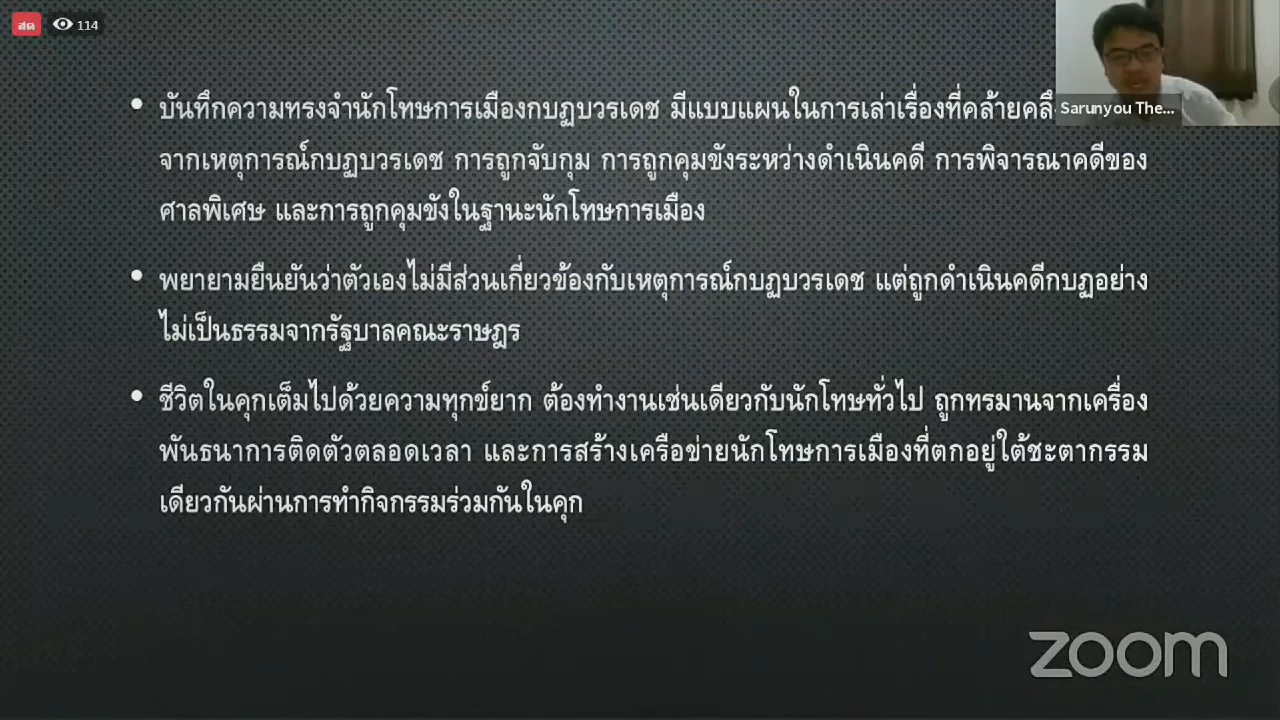 สด 114
Sarunyou The...
• บันทึกความทรงจำนักโทษการเมืองกบฏบวรเดช มีแบบแผนในการเล่าเรื่องที่
จากเหตุการณ์กบฏบวรเดช การถูกจับกุม การถูกคุมขังระหว่างดำเนินคดี การพิจารณาคดีของ
ศาลพิเศษ และการถูกคุมขังในฐานะนักโทษการเมือง
• พยายามยืนยันว่าตัวเองไม่มีส่วนเกี่ยวข้องกับเหตุการณ์กบฏบวรเดช แต่ถูกดำเนินคดีกบฏอย่าง
ไม่เป็นธรรมจากรัฐบาลคณะราษฎร
• ชีวิตในคุกเต็มไปด้วยความทุกข์ยาก ต้องทำงานเช่นเดียวกับนักโทษทั่วไป ถูกทรมานจากเครื่อง
พันธนาการติดตัวตลอดเวลา และการสร้างเครือข่ายนักโทษการเมืองที่ตกอยู่ใต้ชะตากรรม
เดียวกันผ่านการทำกิจกรรมร่วมกันในคุก
zoom